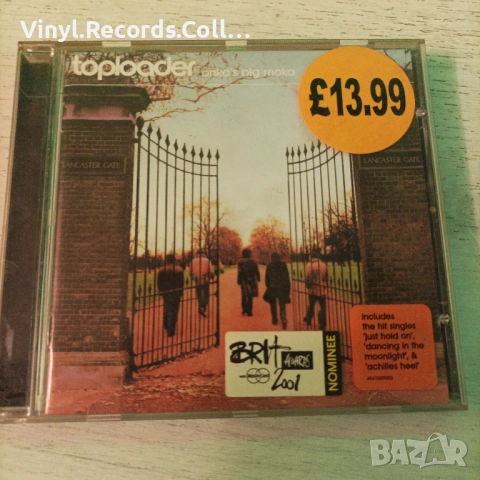 Vinyl.Records.Coll...
toploader onka's big moka
£13.99
LANCASTER GATE
LANCASTER GATE
BRIT AWARDS 2001
NOMINEE
includes
the hit singles
'just hold on',
'dancing in the
moonlight', &
'achilles heel'
BAZAR